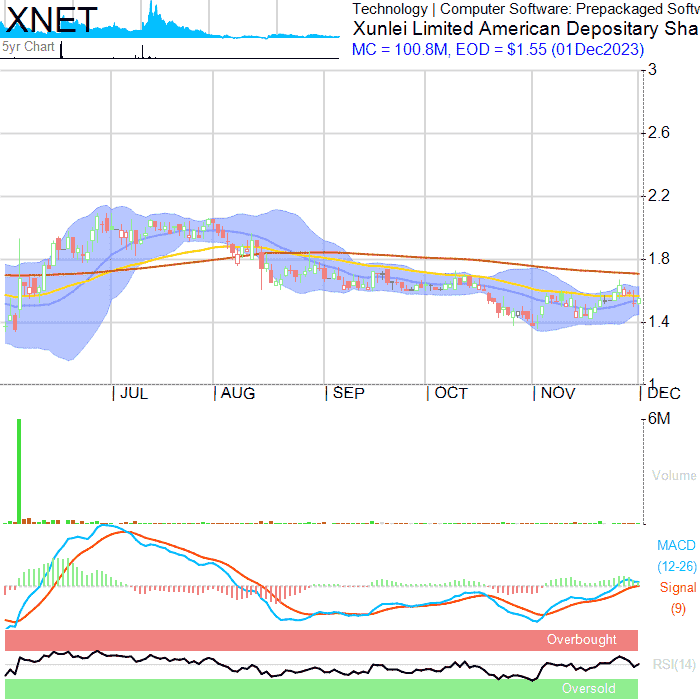 XNET
5yr Chart
Technology | Computer Software: Prepackaged Softw
Xunlei Limited American Depositary Sha
MC = 100.8M, EOD = $1.55 (01Dec2023)
3
2.6
2.2
1.8
1.4
1
| JUL | AUG | SEP | OCT | NOV | DEC
6M
Volume
MACD
(12-26)
Signal
(9)
Overbought
RSI(14)
Oversold